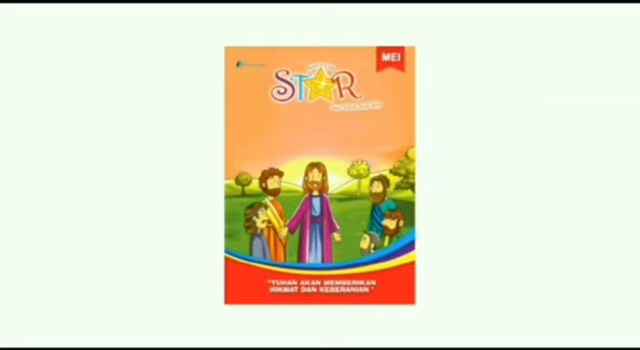 MEI
STAR
"TUHAN AKAN MEMBERIKAN
HIKMAT DAN KEBERANIAN"